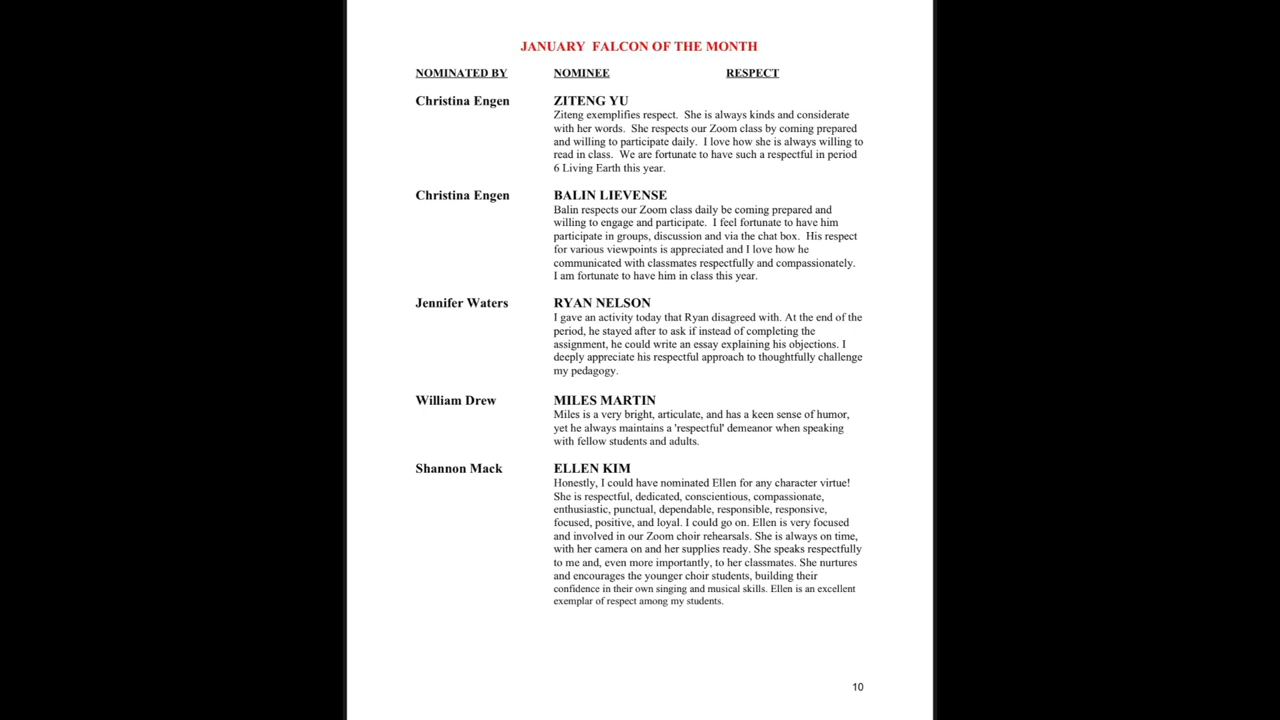 JANUARY FALCON OF THE MONTH
NOMINATED BY NOMINEE RESPECT
Christina Engen ZITENG YU
Ziteng exemplifies respect. She is always kinds and considerate
with her words. She respects our Zoom class by coming prepared
and willing to participate daily. I love how she is always willing to
read in class. We are fortunate to have such a respectful in period
6 Living Earth this year.
Christina Engen BALIN LIEVENSE
Balin respects our Zoom class daily be coming prepared and
willing to engage and participate. I feel fortunate to have him
participate in groups, discussion and via the chat box. His respect
for various viewpoints is appreciated and I love how he
communicated with classmates respectfully and compassionately.
I am fortunate to have him in class this year.
Jennifer Waters RYAN NELSON
I gave an activity today that Ryan disagreed with. At the end of the
period, he stayed after to ask if instead of completing the
assignment, he could write an essay explaining his objections. I
deeply appreciate his respectful approach to thoughtfully challenge
my pedagogy.
William Drew MILES MARTIN
Miles is a very bright, articulate, and has a keen sense of humor,
yet he always maintains a 'respectful' demeanor when speaking
with fellow students and adults.
Shannon Mack ELLEN KIM
Honestly, I could have nominated Ellen for any character virtue!
She is respectful, dedicated, conscientious, compassionate,
enthusiastic, punctual, dependable, responsible, responsive,
focused, positive, and loyal. I could go on. Ellen is very focused
and involved in our Zoom choir rehearsals. She is always on time,
with her camera on and her supplies ready. She speaks respectfully
to me and, even more importantly, to her classmates. She nurtures
and encourages the younger choir students, building their
confidence in their own singing and musical skills. Ellen is an excellent
exemplar of respect among my students.
10